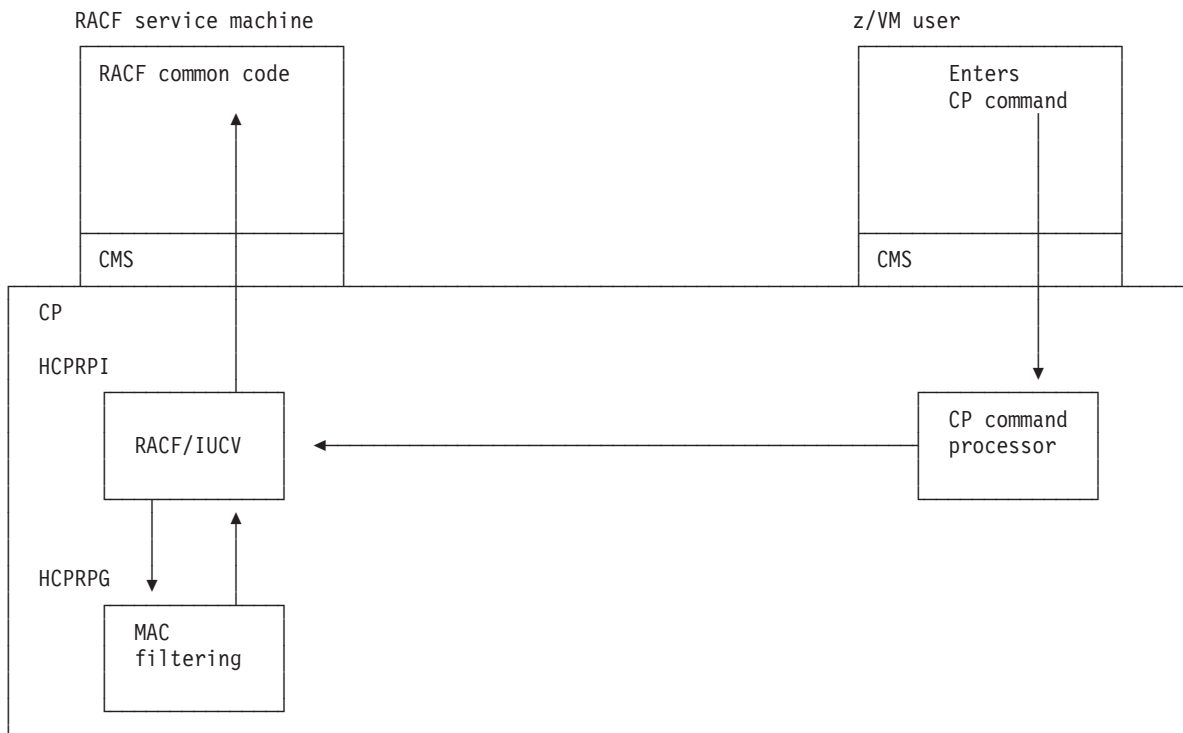 RACF service machine
z/VM user
RACF common code
Enters
CP command
CMS
CMS
CP
HCPRPI
RACF/IUCV
CP command
processor
HCPRPG
MAC
filtering